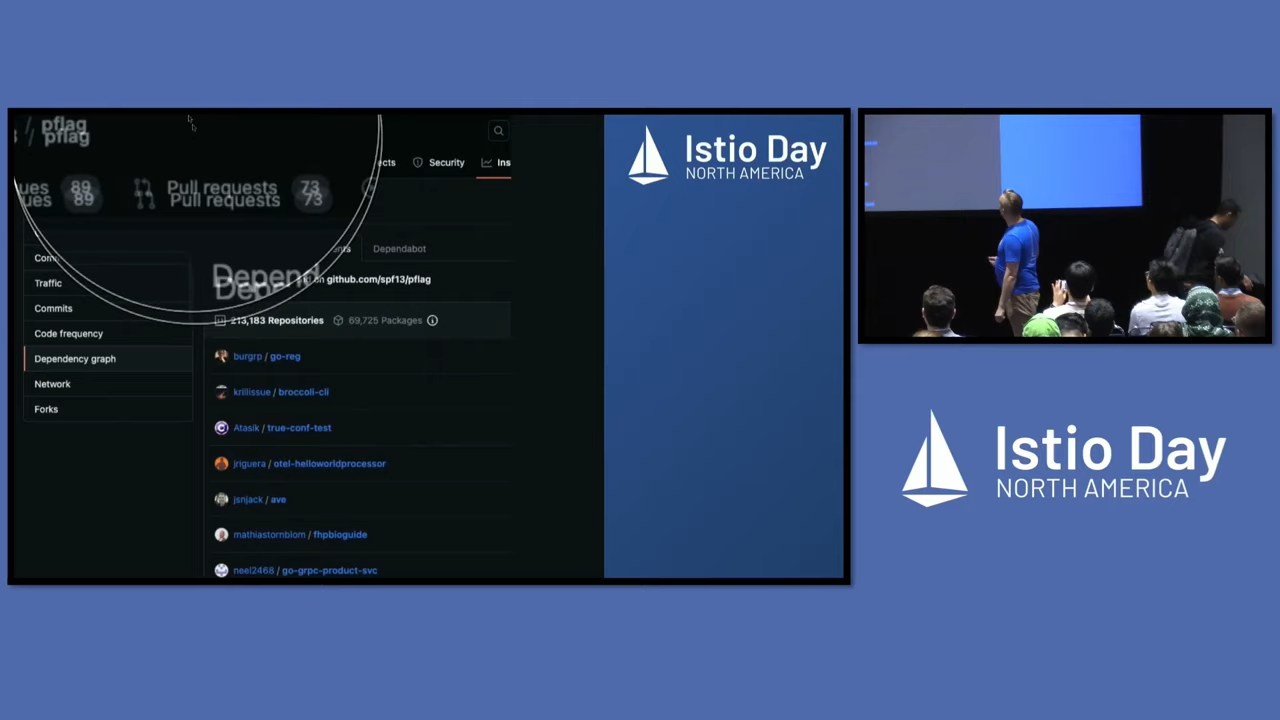 / pflag
ues 89 Pull requests 73
ects Security Ins
Dependabot
Depend on github.com/spf13/pflag
Traffic
213,183 Repositories 69,725 Packages
Commits
Code frequency
Dependency graph
Network
Forks
burgrp / go-reg
krillissue / broccoli-cli
Atasik / true-conf-test
jriguera / otel-helloworldprocessor
jsnjack / ave
mathiastornblom / fhpbioguide
neel2468 / go-grpc-product-svc
Istio Day
NORTH AMERICA
Istio Day
NORTH AMERICA